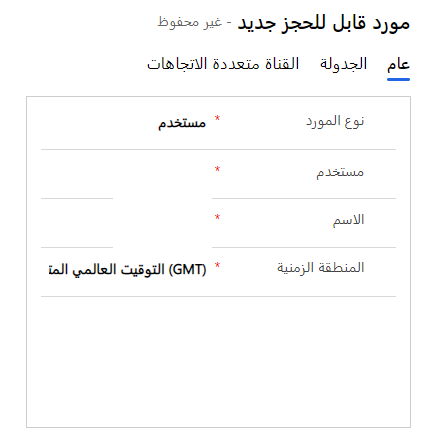 مورد قابل للحجز جديد - غير محفوظ
عام الجدولة القناة متعددة الاتجاهات
نوع المورد * مستخدم
مستخدم *
الاسم *
المنطقة الزمنية * (GMT) التوقيت العالمي